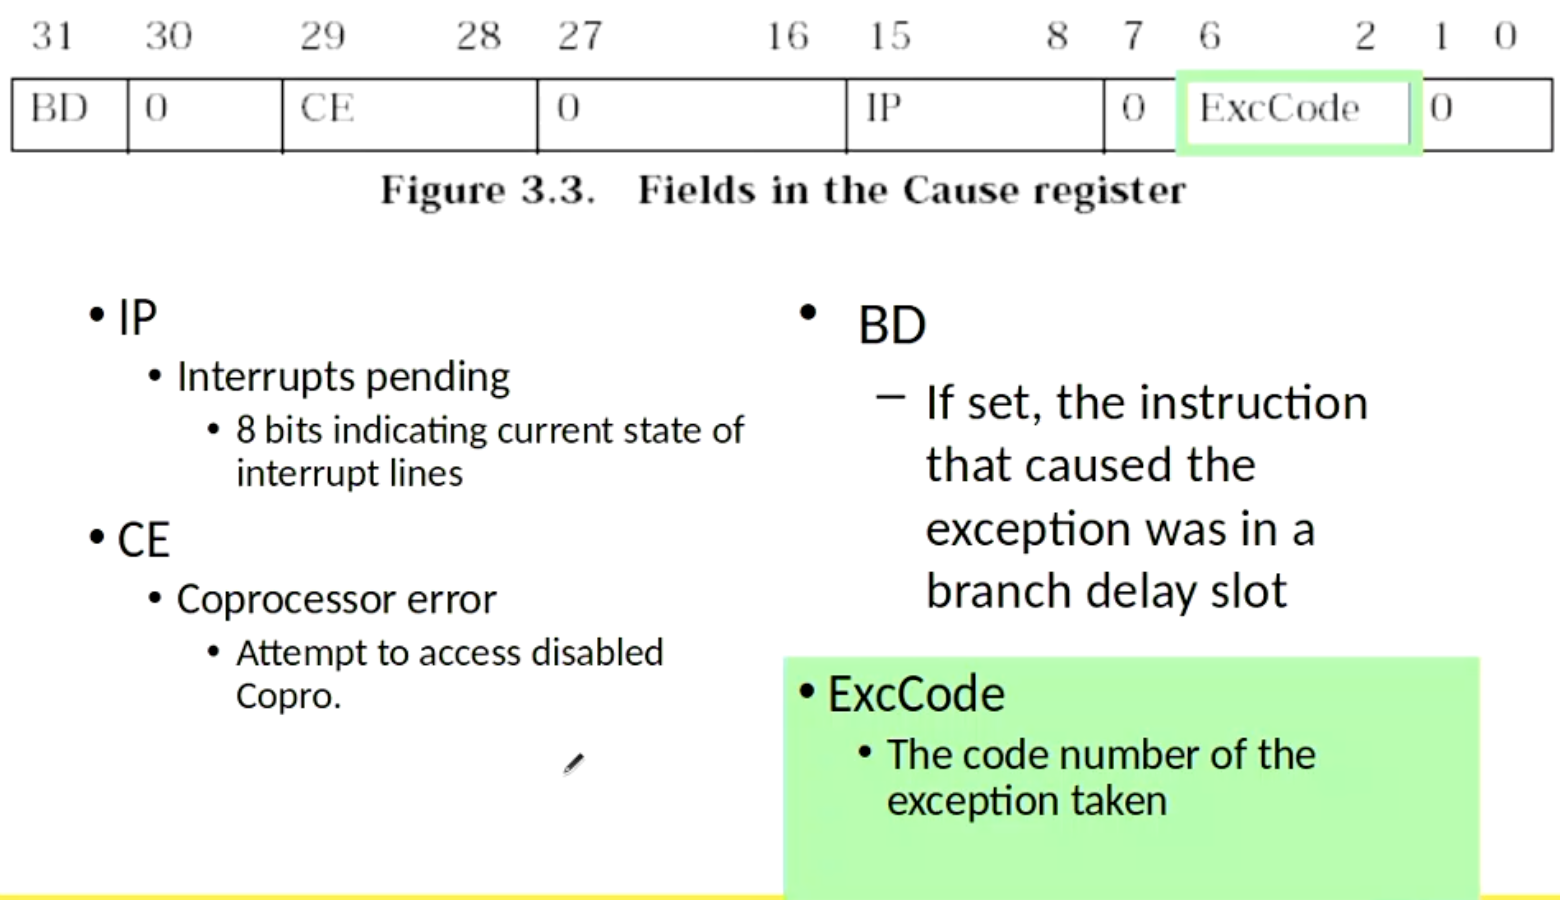 31 30 29 28 27 16 15 8 7 6 2 1 0
BD 0 CE 0 IP 0 ExcCode 0
Figure 3.3. Fields in the Cause register
• IP
• Interrupts pending
• 8 bits indicating current state of
interrupt lines
• CE
• Coprocessor error
• Attempt to access disabled
Copro.
• BD
– If set, the instruction
that caused the
exception was in a
branch delay slot
• ExcCode
• The code number of the
exception taken